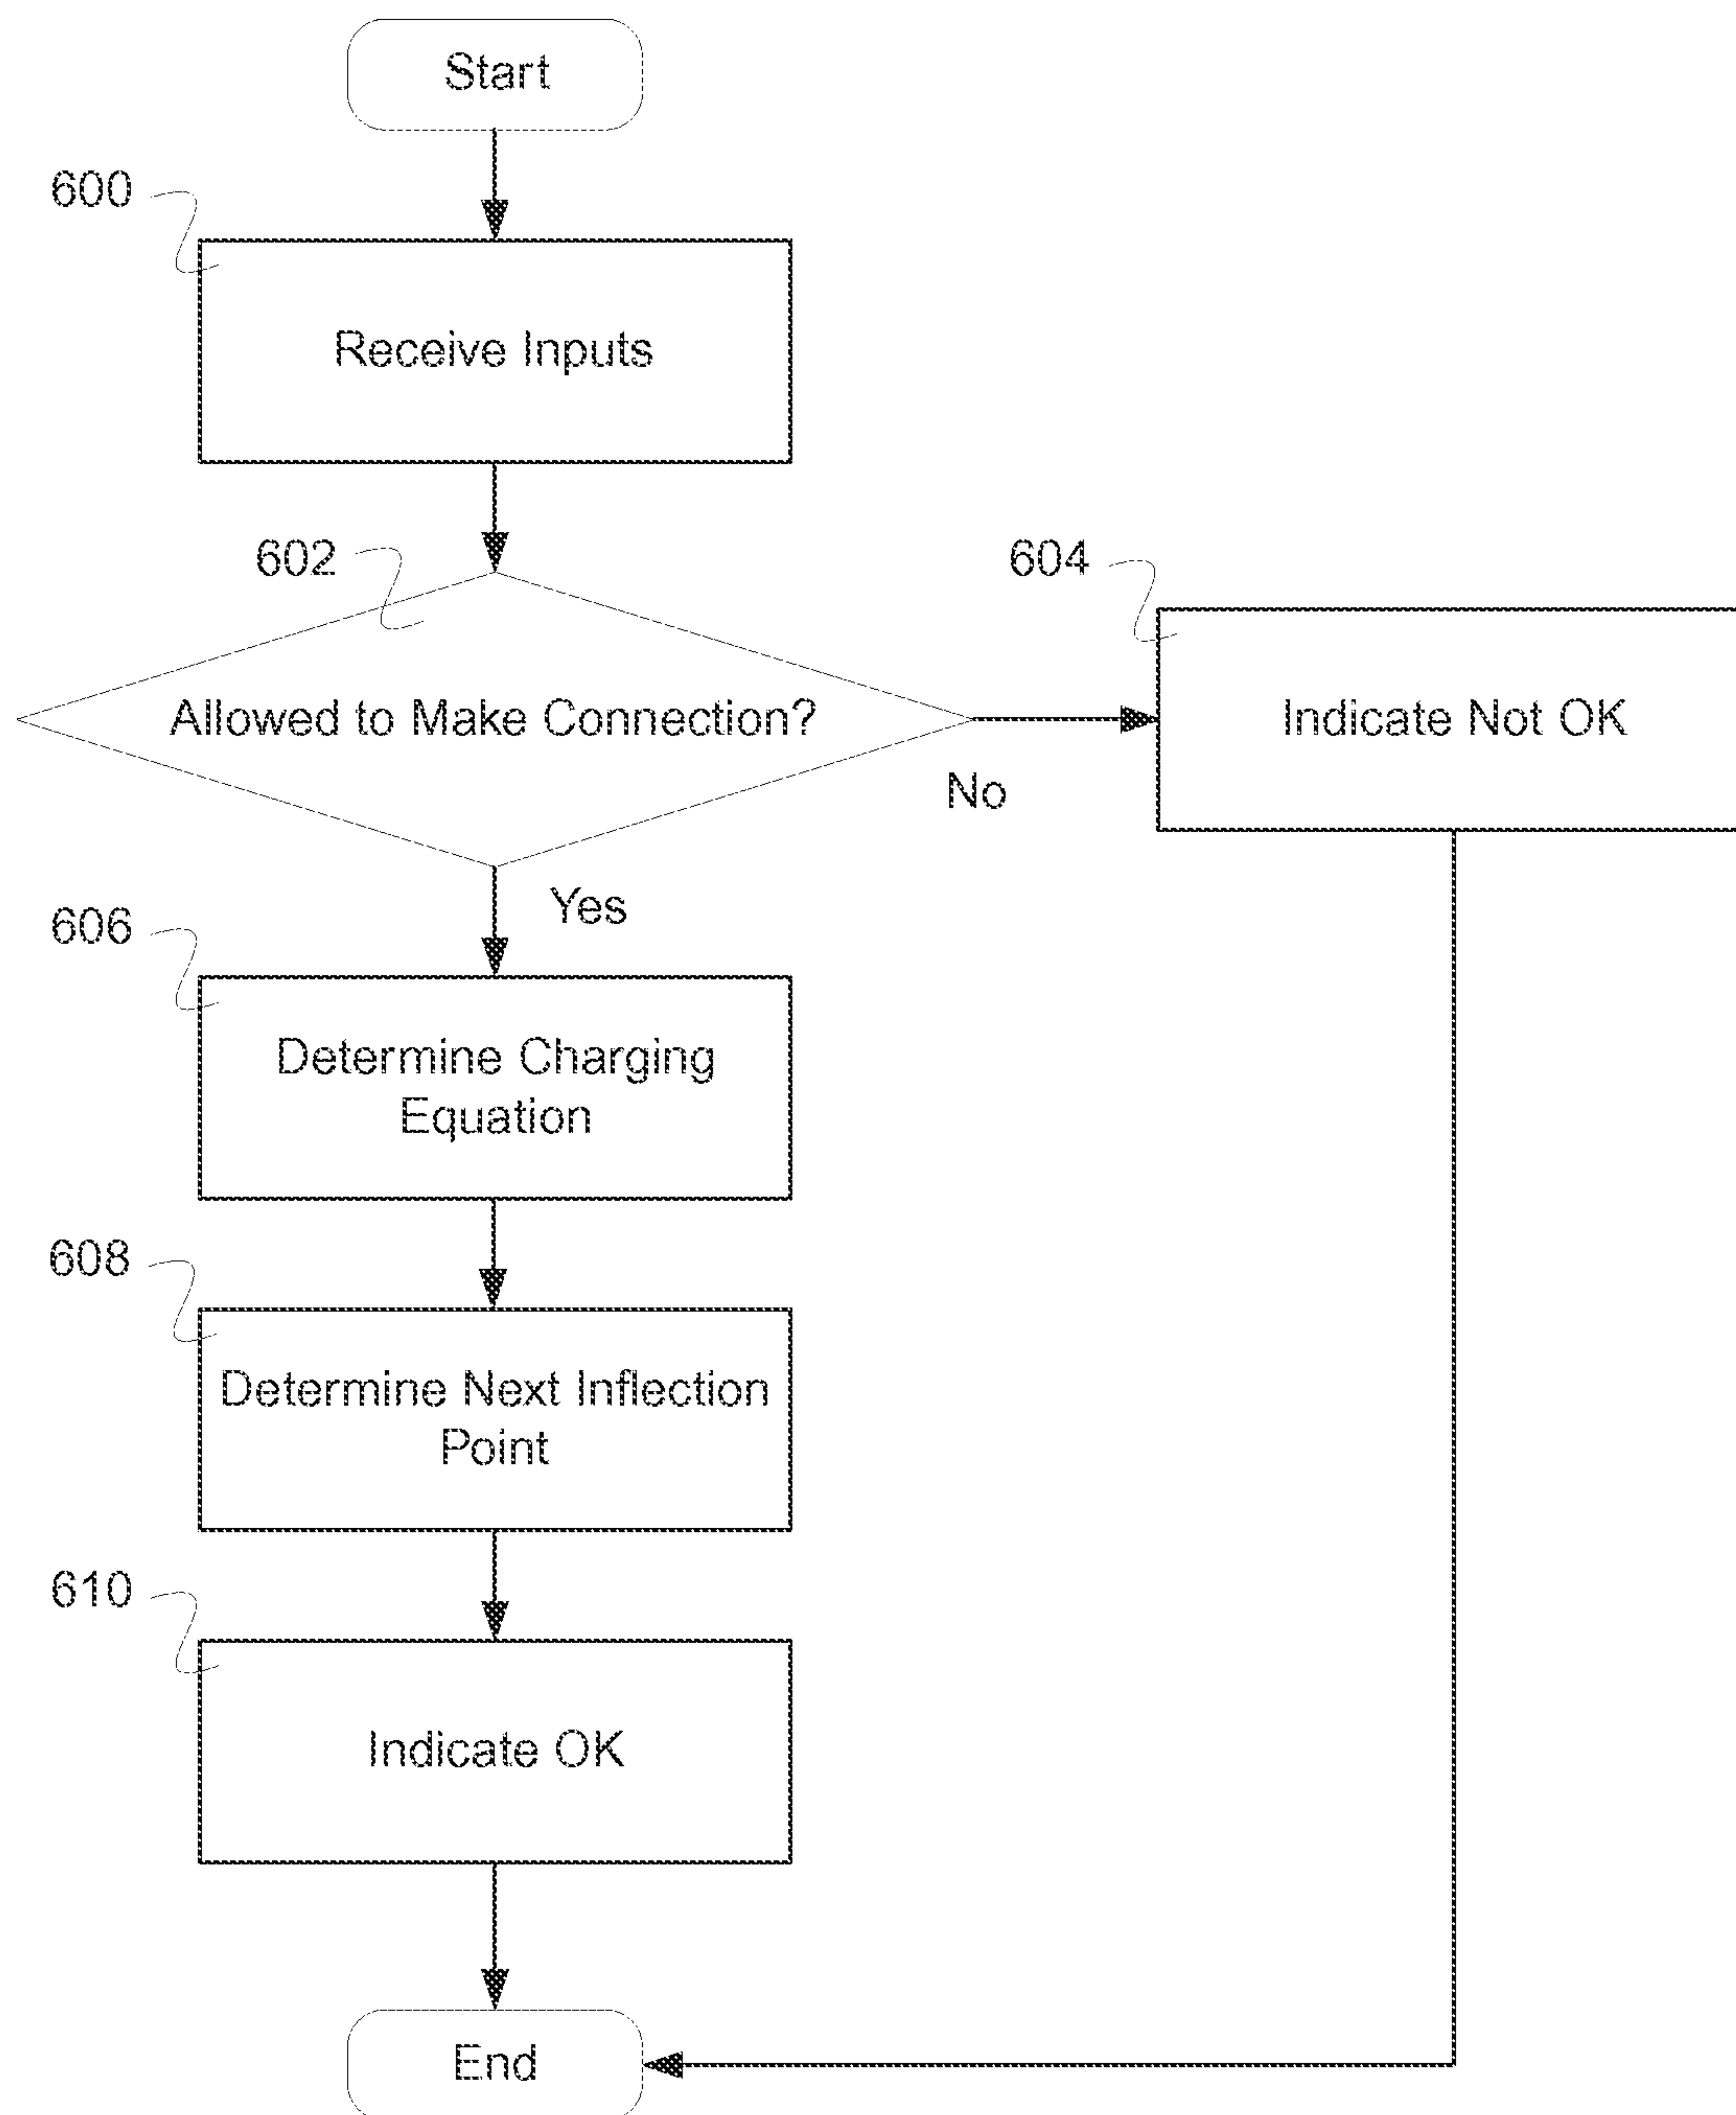 Start
600
Receive Inputs
602
604
Allowed to Make Connection?
Indicate Not OK
No
Yes
606
Determine Charging
Equation
608
Determine Next Inflection
Point
610
Indicate OK
End